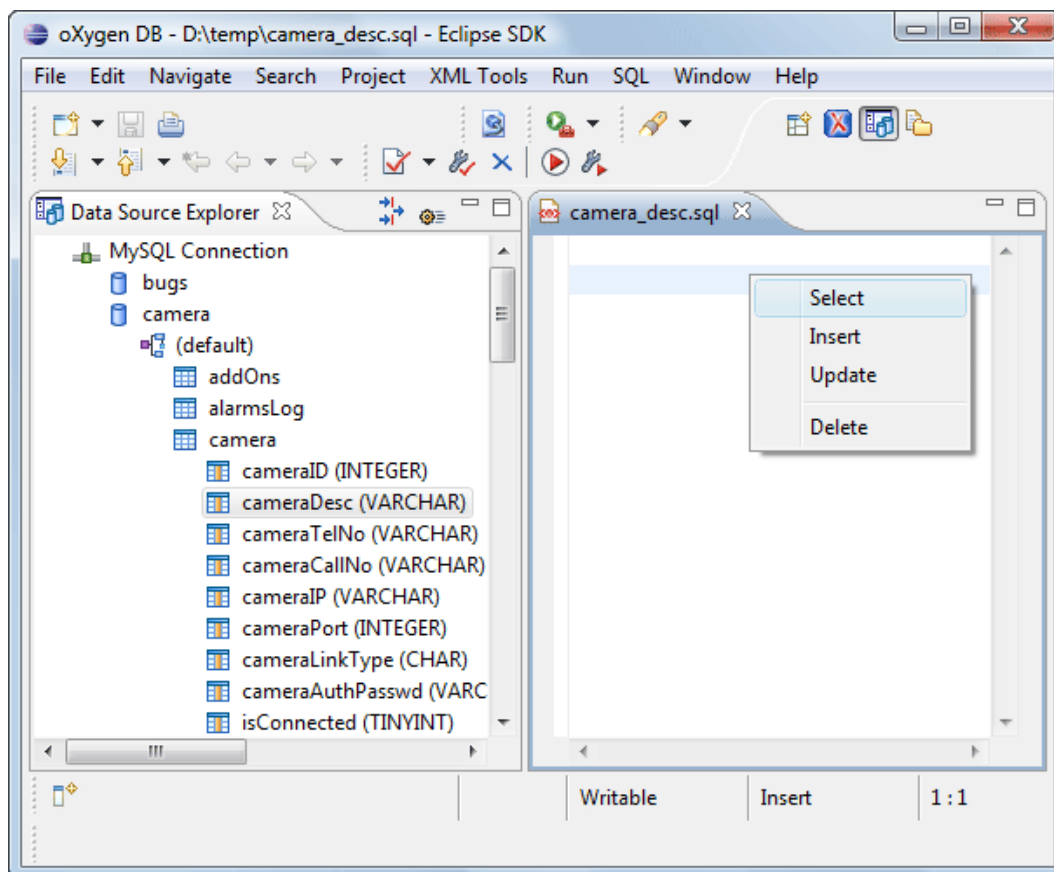 oXygen DB - D:\temp\camera_desc.sql - Eclipse SDK
File Edit Navigate Search Project XML Tools Run SQL Window Help
Data Source Explorer
MySQL Connection
bugs
camera
(default)
addOns
alarmsLog
camera
cameraID (INTEGER)
cameraDesc (VARCHAR)
cameraTelNo (VARCHAR)
cameraCallNo (VARCHAR)
cameraIP (VARCHAR)
cameraPort (INTEGER)
cameraLinkType (CHAR)
cameraAuthPasswd (VARC
isConnected (TINYINT)
camera_desc.sql
Select
Insert
Update
Delete
Writable Insert 1 : 1